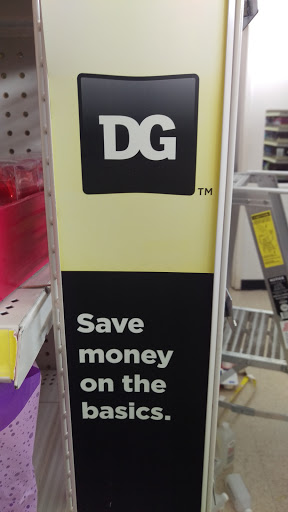 DG
TM
Save
money
on the
basics.